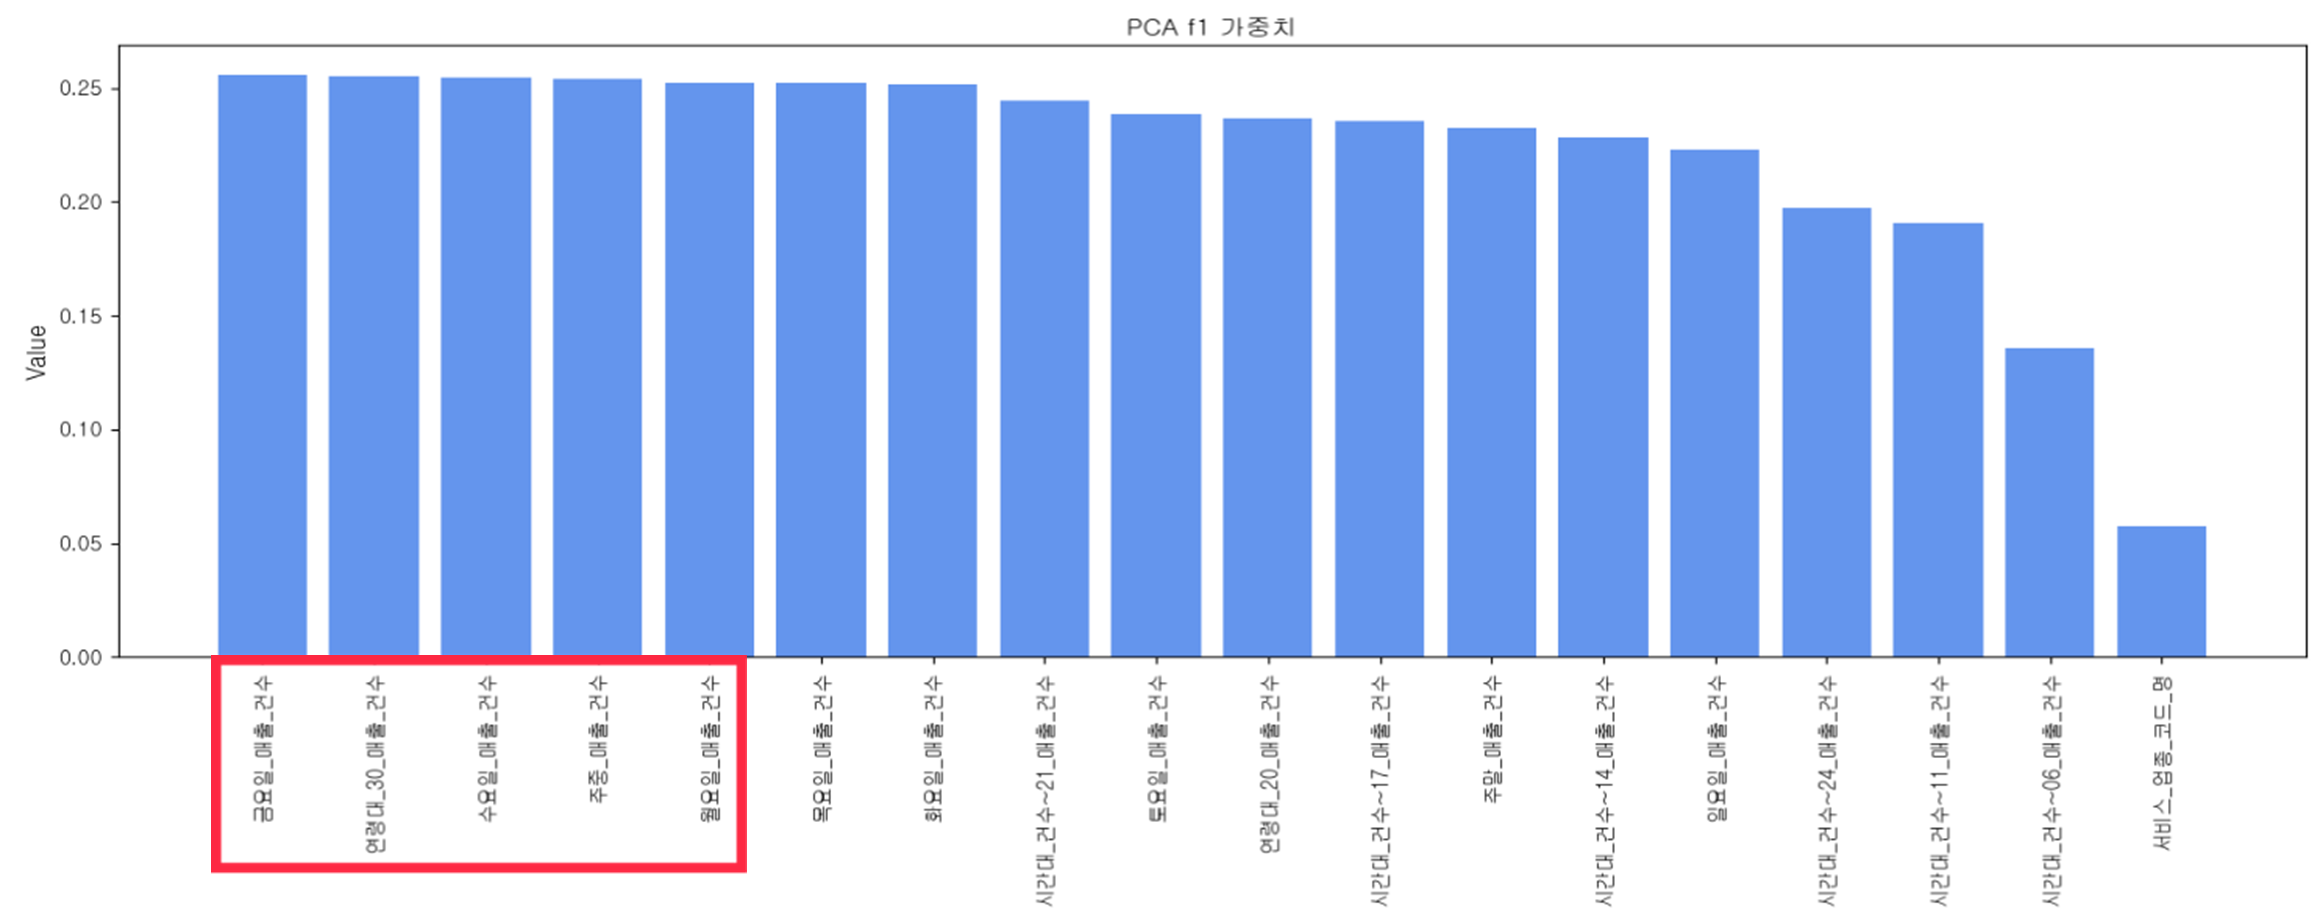 PCA f1 가중치
Value
0.25
0.20
0.15
0.10
0.05
0.00
금요일_매출_건수
연령대_30_매출_건수
수요일_매출_건수
주중_매출_건수
월요일_매출_건수
목요일_매출_건수
화요일_매출_건수
시간대_건수~21_매출_건수
토요일_매출_건수
연령대_20_매출_건수
시간대_건수~17_매출_건수
주말_매출_건수
시간대_건수~14_매출_건수
일요일_매출_건수
시간대_건수~24_매출_건수
시간대_건수~11_매출_건수
시간대_건수~06_매출_건수
서비스_업종_코드_명